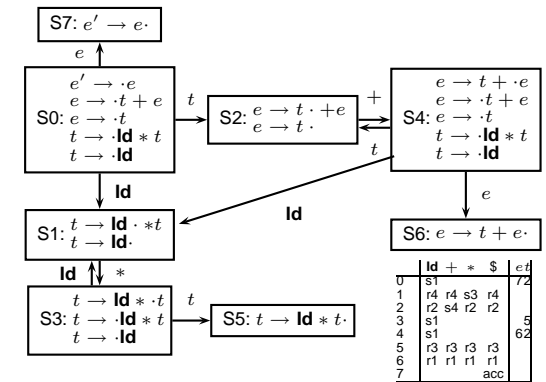 S7: e′ → e·
e
S0: e′ → ·e
e → ·t + e
e → ·t
t → ·Id ∗ t
t → ·Id
t
S2: e → t · +e
e → t ·
+
t
S4: e → t + ·e
e → ·t + e
e → ·t
t → ·Id ∗ t
t → ·Id
Id
Id
e
S1: t → Id · ∗t
t → Id·
S6: e → t + e·
Id
∗
S3: t → Id ∗ ·t
t → ·Id ∗ t
t → ·Id
t
S5: t → Id ∗ t·
Id + ∗ $ e t
0 s1 7 2
1 r4 r4 s3 r4
2 r2 s4 r2 r2
3 s1 5
4 s1 6 2
5 r3 r3 r3 r3
6 r1 r1 r1 r1
7 acc